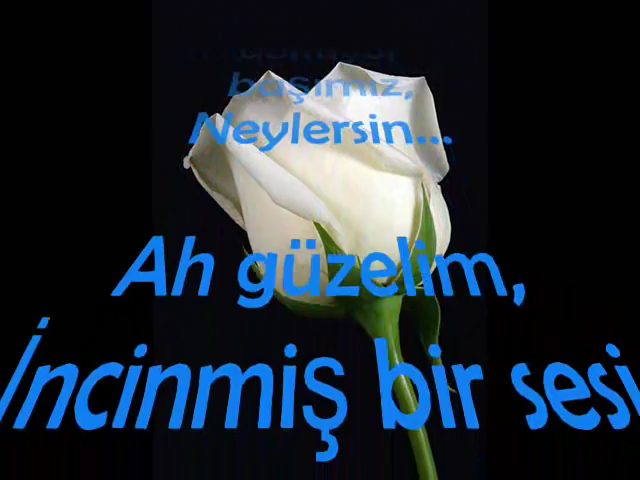 başımız,
Neylersin...
Ah güzelim,
İncinmiş bir sesi